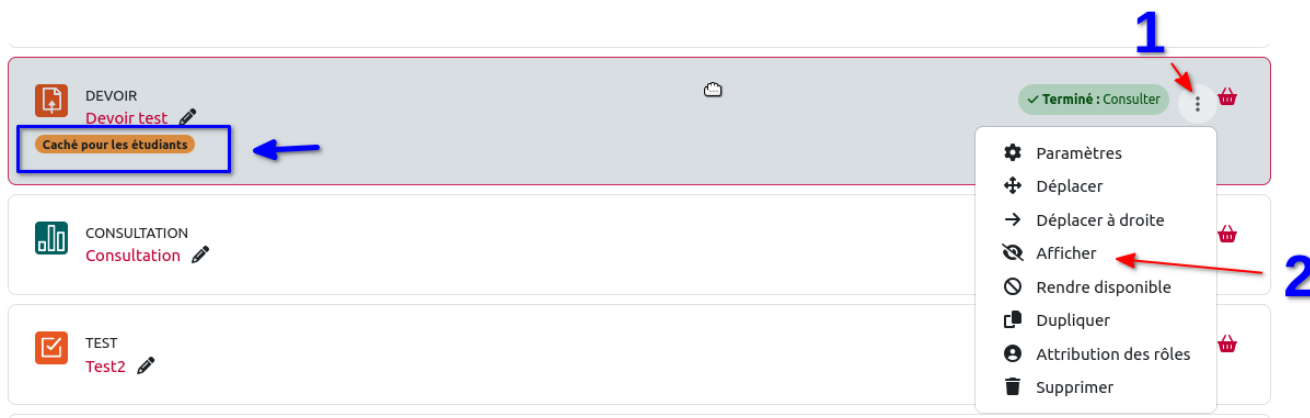 1
DEVOIR
Devoir test
Caché pour les étudiants
Terminé : Consulter
Paramètres
Déplacer
Déplacer à droite
Afficher
2
Rendre disponible
Dupliquer
Attribution des rôles
Supprimer
CONSULTATION
Consultation
TEST
Test2